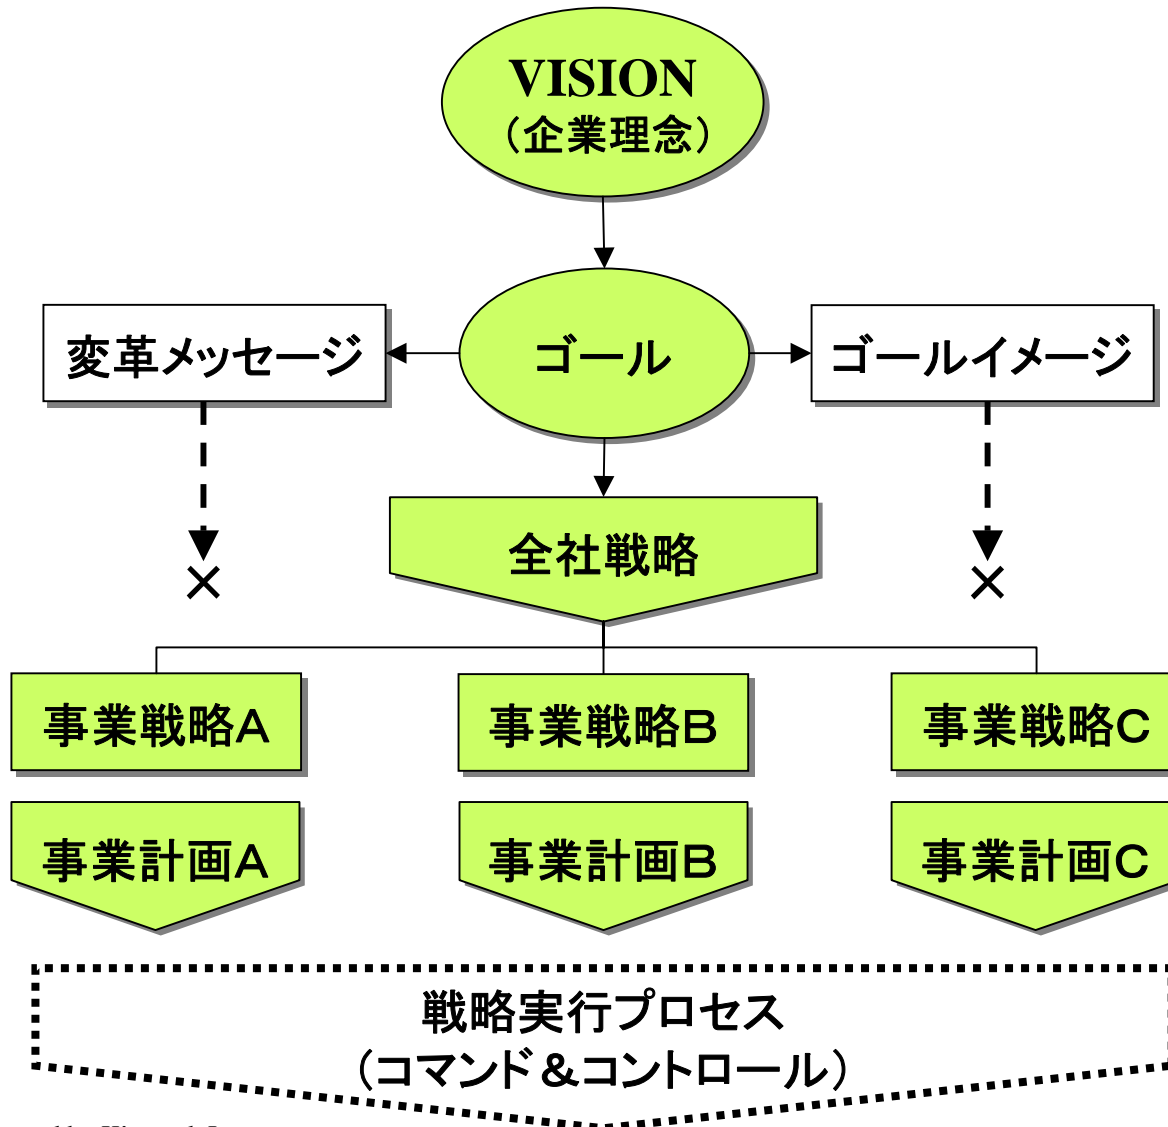 VISION
（企業理念）
変革メッセージ
ゴール
ゴールイメージ
全社戦略
×
×
事業戦略A
事業戦略B
事業戦略C
事業計画A
事業計画B
事業計画C
戦略実行プロセス
（コマンド＆コントロール）